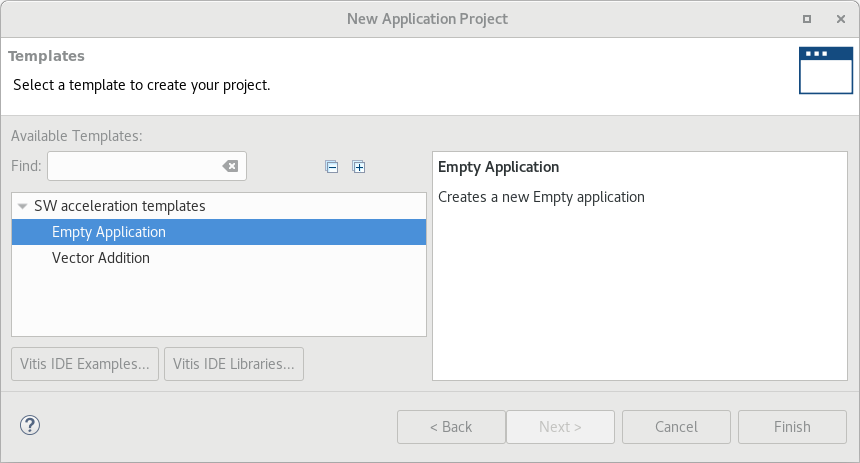 New Application Project
Templates
Select a template to create your project.
Available Templates:
Find:
SW acceleration templates
Empty Application
Vector Addition
Vitis IDE Examples...
Vitis IDE Libraries...
Empty Application
Creates a new Empty application
?
< Back
Next >
Cancel
Finish